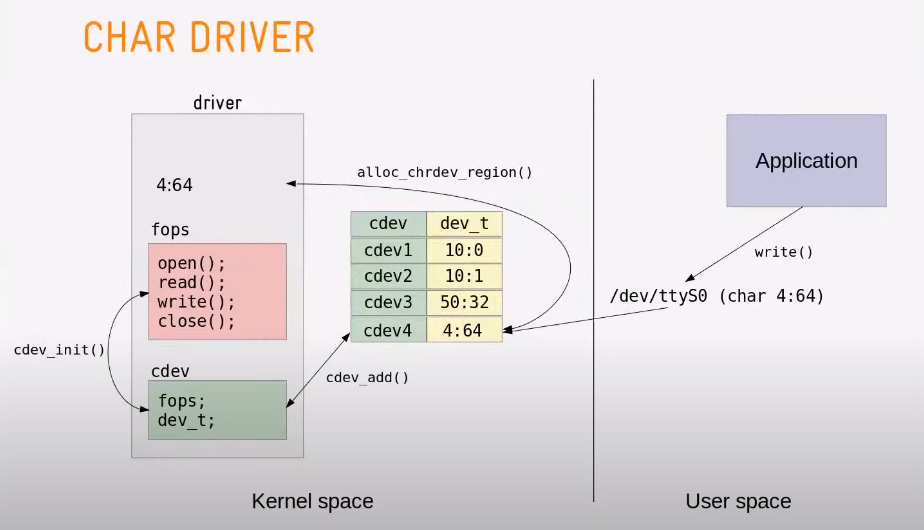 CHAR DRIVER
driver
4:64
alloc_chrdev_region()
fops
open();
read();
write();
close();
cdev_init()
cdev
fops;
dev_t;
cdev_add()
cdev dev_t
cdev1 10:0
cdev2 10:1
cdev3 50:32
cdev4 4:64
Application
write()
/dev/ttyS0 (char 4:64)
Kernel space
User space